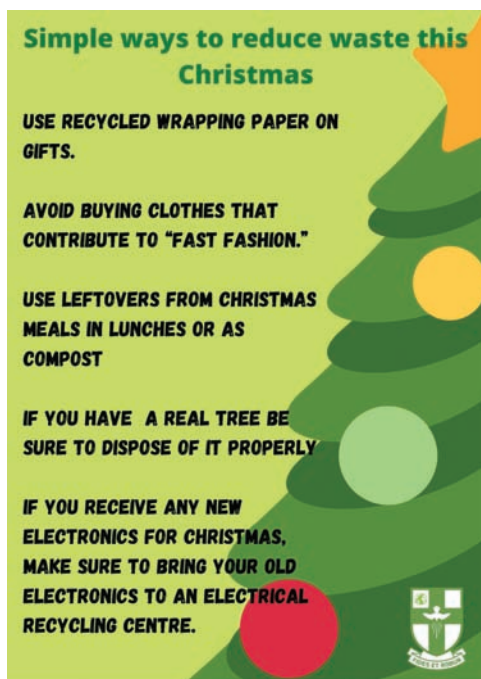 Simple ways to reduce waste this
Christmas
USE RECYCLED WRAPPING PAPER ON
GIFTS.
AVOID BUYING CLOTHES THAT
CONTRIBUTE TO “FAST FASHION.”
USE LEFTOVERS FROM CHRISTMAS
MEALS IN LUNCHES OR AS
COMPOST
IF YOU HAVE A REAL TREE BE
SURE TO DISPOSE OF IT PROPERLY
IF YOU RECEIVE ANY NEW
ELECTRONICS FOR CHRISTMAS,
MAKE SURE TO BRING YOUR OLD
ELECTRONICS TO AN ELECTRICAL
RECYCLING CENTRE.
FIDES ET ROBUR